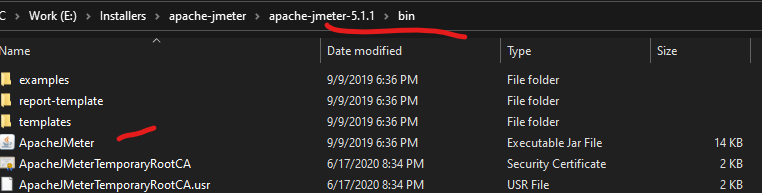 C > Work (E:) > Installers > apache-jmeter > apache-jmeter-5.1.1 > bin
Name Date modified Type Size
examples 9/9/2019 6:36 PM File folder
report-template 9/9/2019 6:36 PM File folder
templates 9/9/2019 6:36 PM File folder
ApacheJMeter 9/9/2019 6:36 PM Executable Jar File 14 KB
ApacheJMeterTemporaryRootCA 6/17/2020 8:34 PM Security Certificate 2 KB
ApacheJMeterTemporaryRootCA.usr 6/17/2020 8:34 PM USR File 2 KB